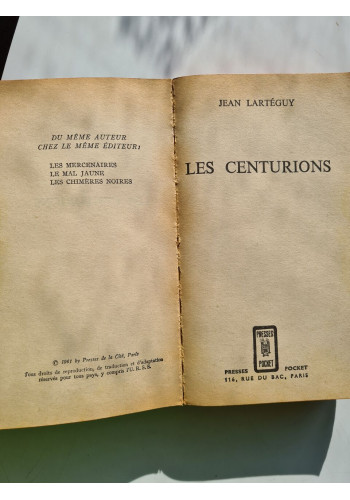 DU MÊME AUTEUR
CHEZ LE MÊME ÉDITEUR :
LES MERCENAIRES
LE MAL JAUNE
LES CHIMÈRES NOIRES
© 1961 by Presses de la Cité, Paris
Tous droits de reproduction, de traduction et d'adaptation
réservés pour tous pays, y compris l'U.R.S.S.
JEAN LARTÉGUY
LES CENTURIONS
PRESSES
POCKET
PRESSES POCKET
116, RUE DU BAC, PARIS